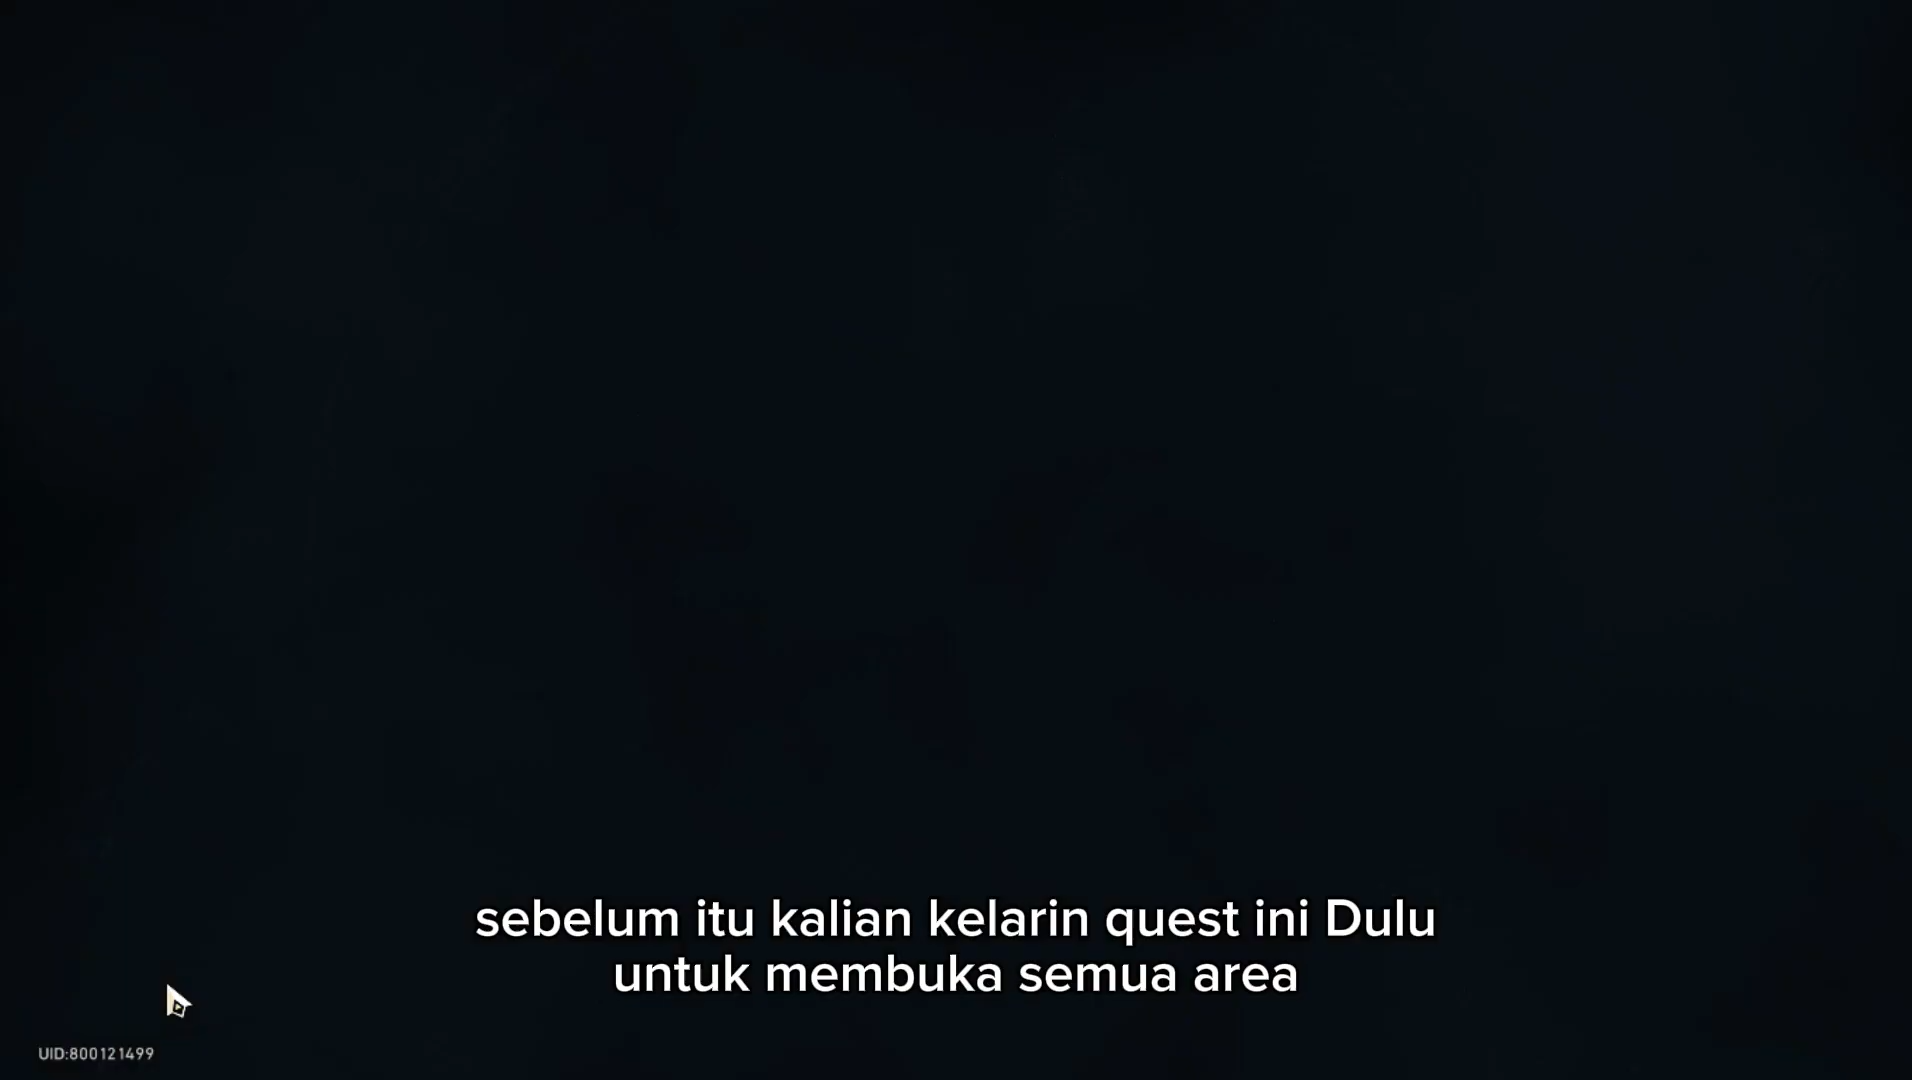 sebelum itu kalian kelarin quest ini Dulu
untuk membuka semua area
UID:800121499